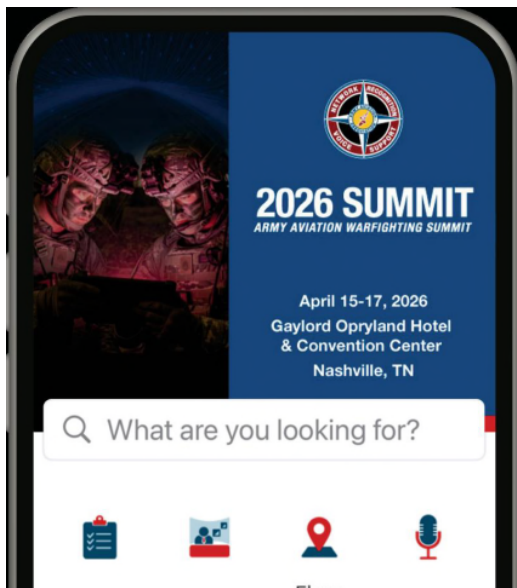 NETWORK RECOGNITION
VOICE SUPPORT
2026 SUMMIT
ARMY AVIATION WARFIGHTING SUMMIT
April 15-17, 2026
Gaylord Opryland Hotel
& Convention Center
Nashville, TN
What are you looking for?